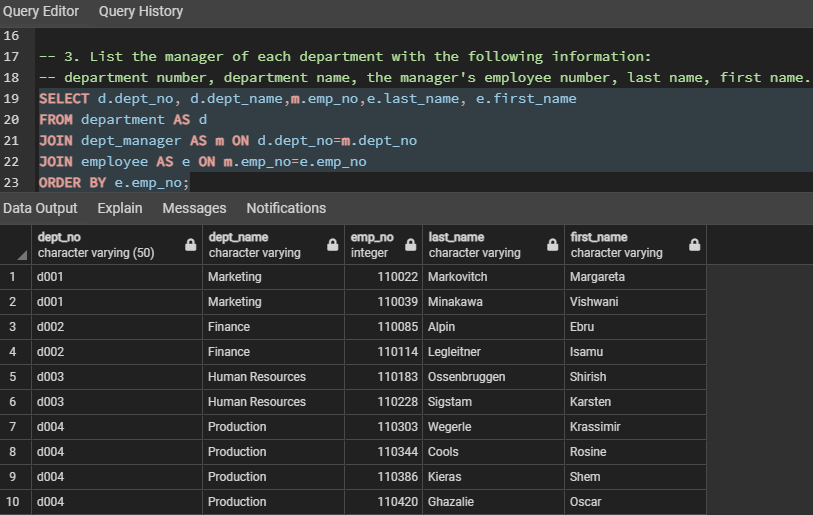 Query Editor Query History
16
17 -- 3. List the manager of each department with the following information:
18 -- department number, department name, the manager's employee number, last name, first name.
19 SELECT d.dept_no, d.dept_name,m.emp_no,e.last_name, e.first_name
20 FROM department AS d
21 JOIN dept_manager AS m ON d.dept_no=m.dept_no
22 JOIN employee AS e ON m.emp_no=e.emp_no
23 ORDER BY e.emp_no;
Data Output Explain Messages Notifications
dept_no dept_name emp_no last_name first_name
character varying (50) character varying integer character varying character varying
1 d001 Marketing 110022 Markovitch Margareta
2 d001 Marketing 110039 Minakawa Vishwani
3 d002 Finance 110085 Alpin Ebru
4 d002 Finance 110114 Legleitner Isamu
5 d003 Human Resources 110183 Ossenbruggen Shirish
6 d003 Human Resources 110228 Sigstam Karsten
7 d004 Production 110303 Wegerle Krassimir
8 d004 Production 110344 Cools Rosine
9 d004 Production 110386 Kieras Shem
10 d004 Production 110420 Ghazalie Oscar